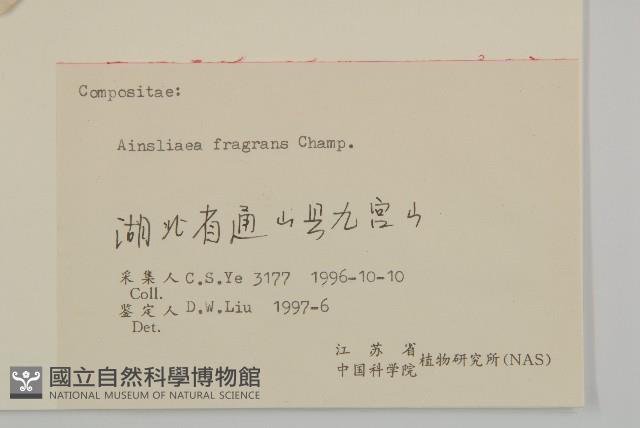 Compositae:
Ainsliaea fragrans Champ.
湖北省通山县九宫山
采集人 C.S.Ye 3177 1996-10-10
Coll.
鉴定人 D.W.Liu 1997-6
Det.
江苏省
中国科学院 植物研究所(NAS)
國立自然科學博物館
NATIONAL MUSEUM OF NATURAL SCIENCE